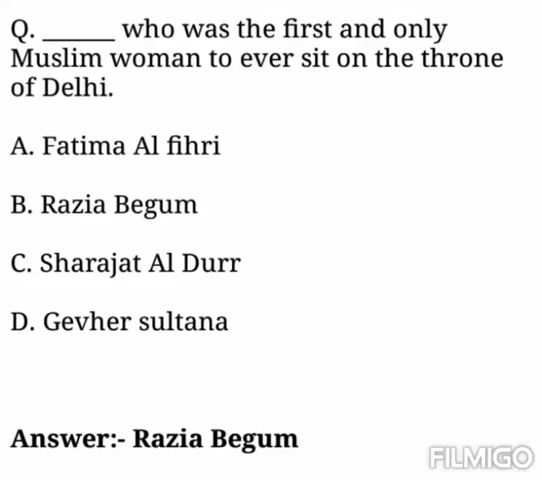 Q. ______ who was the first and only
Muslim woman to ever sit on the throne
of Delhi.
A. Fatima Al fihri
B. Razia Begum
C. Sharajat Al Durr
D. Gevher sultana
Answer:- Razia Begum
FILMIGO